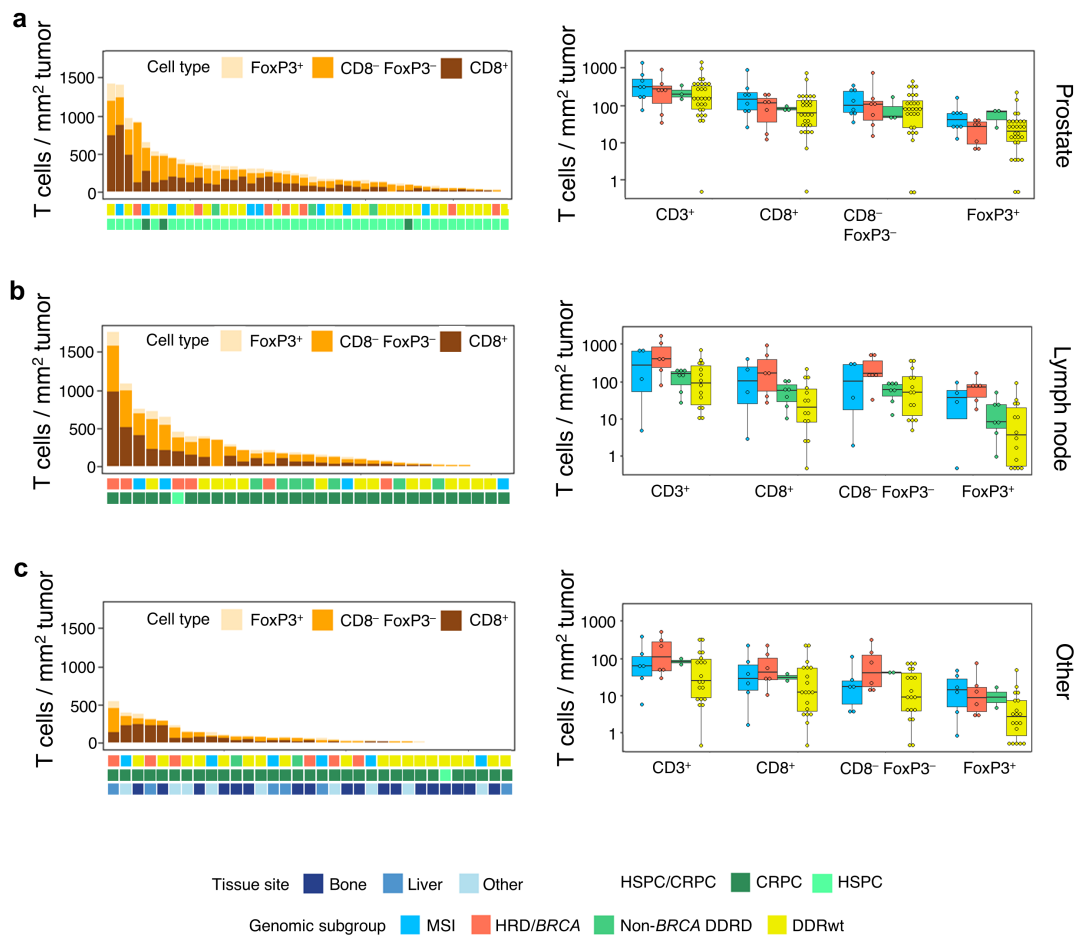 a
T cells / mm² tumor
1500
1000
500
0
Cell type FoxP3⁺ CD8⁻ FoxP3⁻ CD8⁺
T cells / mm² tumor
1000
100
10
1
CD3⁺ CD8⁺ CD8⁻ FoxP3⁺
FoxP3⁻
Prostate
b
T cells / mm² tumor
1500
1000
500
0
Cell type FoxP3⁺ CD8⁻ FoxP3⁻ CD8⁺
T cells / mm² tumor
1000
100
10
1
CD3⁺ CD8⁺ CD8⁻ FoxP3⁻ FoxP3⁺
Lymph node
c
T cells / mm² tumor
1500
1000
500
0
Cell type FoxP3⁺ CD8⁻ FoxP3⁻ CD8⁺
T cells / mm² tumor
1000
100
10
1
CD3⁺ CD8⁺ CD8⁻ FoxP3⁻ FoxP3⁺
Other
Tissue site Bone Liver Other HSPC/CRPC CRPC HSPC
Genomic subgroup MSI HRD/BRCA Non-BRCA DDRD DDRwt